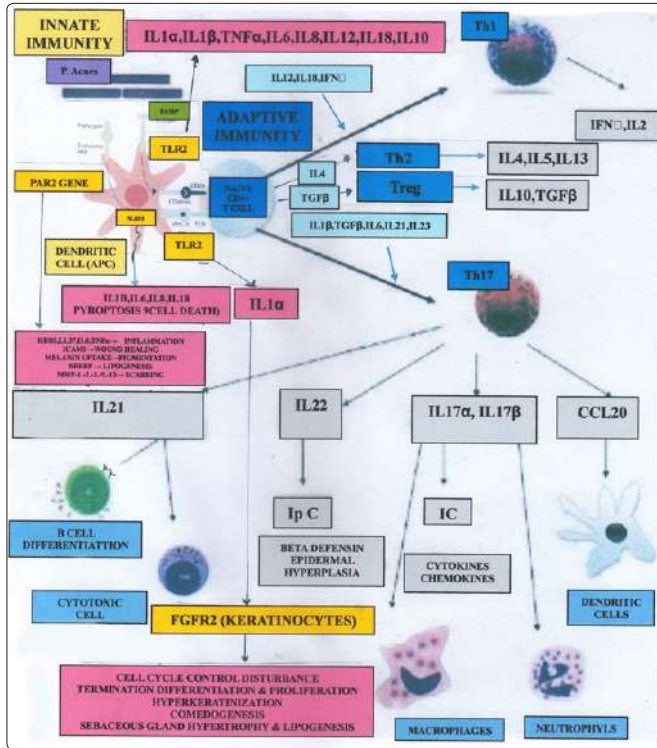 INNATE
IMMUNITY
IL1α,IL1β,TNFα,IL6,IL8,IL12,IL18,IL10
Th1
P. Acnes
IL12,IL18,IFN□
PAMP
ADAPTIVE
IMMUNITY
IFN□,IL2
TLR2
Th2
IL4,IL5,IL13
IL4
PAR2 GENE
NAIVE
CD4
T CELL
Treg
IL10,TGFβ
TGFβ
IL1β,TGFβ,IL6,IL21,IL23
DENDRITIC
CELL (APC)
TLR2
Th17
IL1B,IL6,IL8,IL18
PYROPTOSIS 9CELL DEATH)
IL1α
INFLAMMATION
WOUND HEALING
MELANIN UPTAKE→PIGMENTATION
LIPOGENESIS
SCARRING
IL21
IL22
IL17α, IL17β
CCL20
Ip C
IC
B CELL
DIFFERENTIATTION
BETA DEFENSIN
EPIDERMAL
HYPERPLASIA
CYTOKINES
CHEMOKINES
CYTOTOXIC
CELL
FGFR2 (KERATINOCYTES)
DENDRITIC
CELLS
CELL CYCLE CONTROL DISTURBANCE
TERMINATION DIFFERENTIATION & PROLIFERATION
HYPERKERATINIZATION
COMEDOGENESIS
SEBACEOUS GLAND HYPERTROPHY & LIPOGENESIS
MACROPHAGES
NEUTROPHYLS